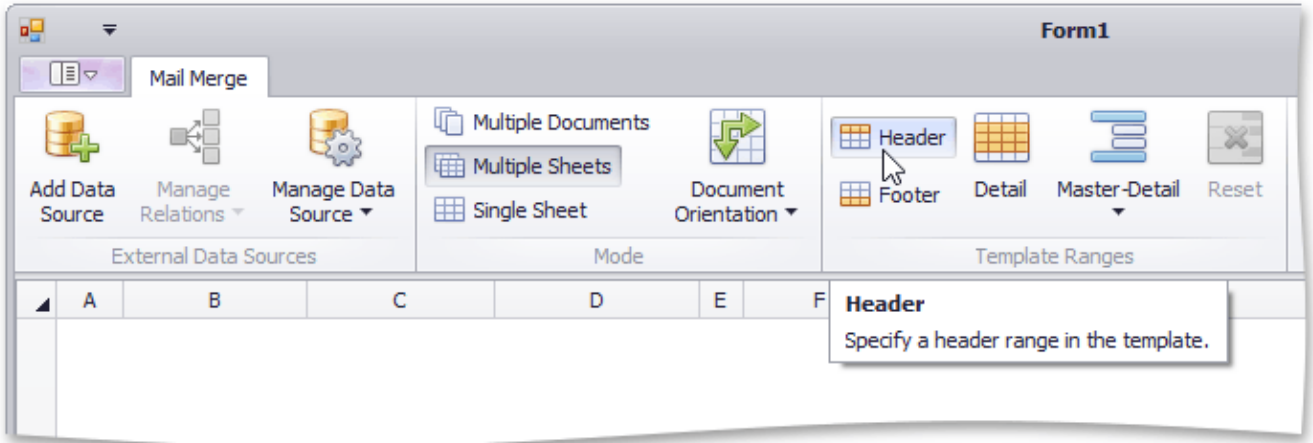 Form1
Mail Merge
Add Data
Source
Manage
Relations
Manage Data
Source
External Data Sources
Multiple Documents
Multiple Sheets
Single Sheet
Document
Orientation
Mode
Header
Footer
Detail
Master-Detail
Reset
Template Ranges
A B C D E F
Header
Specify a header range in the template.